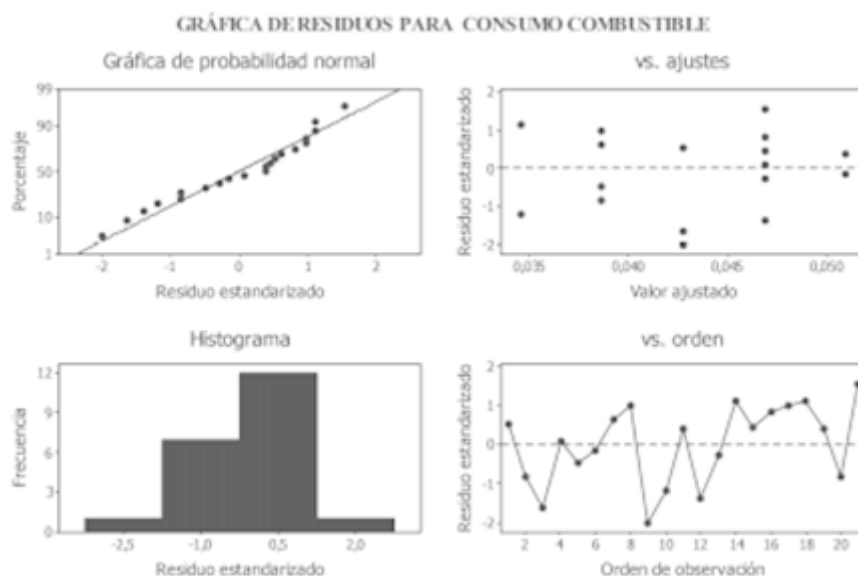 GRÁFICA DE RESIDUOS PARA CONSUMO COMBUSTIBLE
Gráfica de probabilidad normal
99
90
50
10
1
Porcentaje
-2 -1 0 1 2
Residuo estandarizado
vs. ajustes
2
1
0
-1
-2
Residuo estandarizado
0,035 0,040 0,045 0,050
Valor ajustado
Histograma
12
9
6
3
0
Frecuencia
-2,5 -1,0 0,5 2,0
Residuo estandarizado
vs. orden
2
1
0
-1
-2
Residuo estandarizado
2 4 6 8 10 12 14 16 18 20
Orden de observación